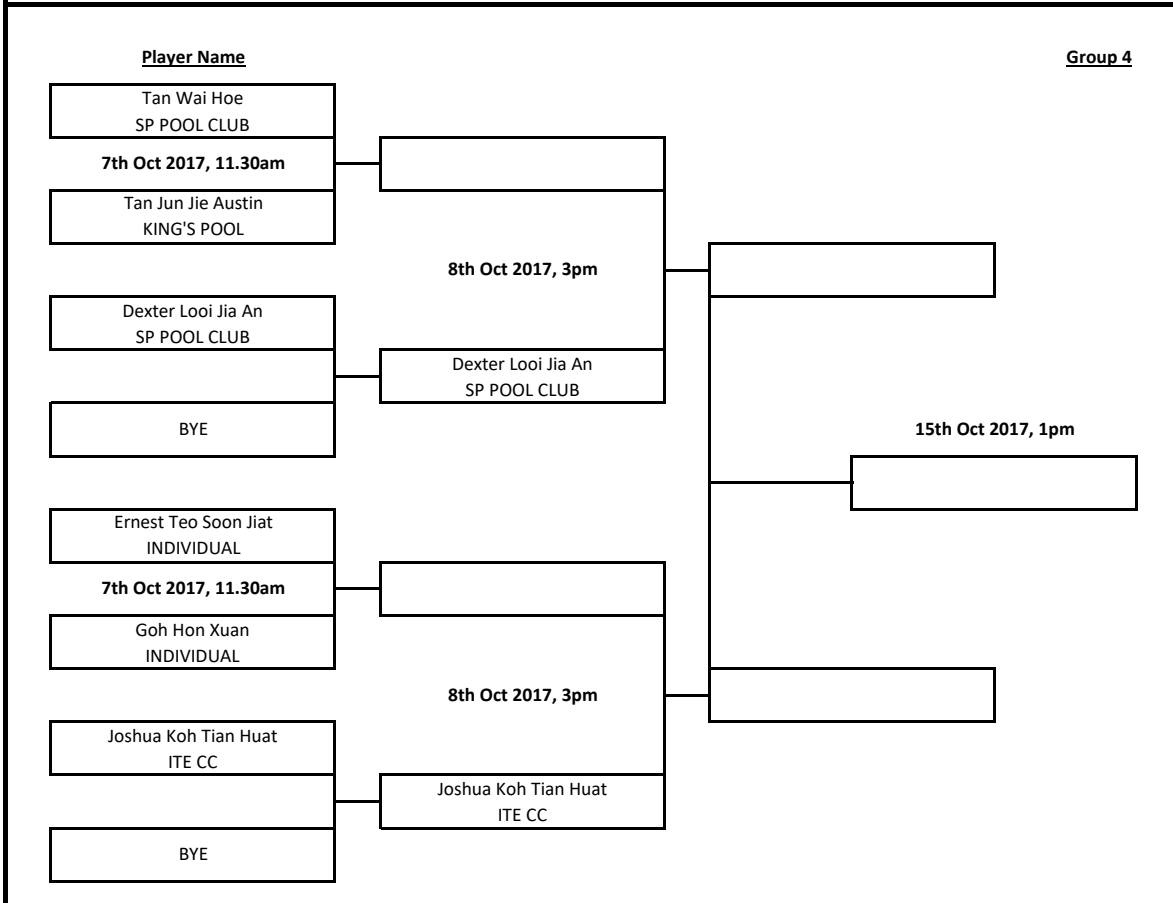 Player Name
Group 4
Tan Wai Hoe
SP POOL CLUB
7th Oct 2017, 11.30am
Tan Jun Jie Austin
KING'S POOL
8th Oct 2017, 3pm
Dexter Looi Jia An
SP POOL CLUB
Dexter Looi Jia An
SP POOL CLUB
BYE
15th Oct 2017, 1pm
Ernest Teo Soon Jiat
INDIVIDUAL
7th Oct 2017, 11.30am
Goh Hon Xuan
INDIVIDUAL
8th Oct 2017, 3pm
Joshua Koh Tian Huat
ITE CC
Joshua Koh Tian Huat
ITE CC
BYE